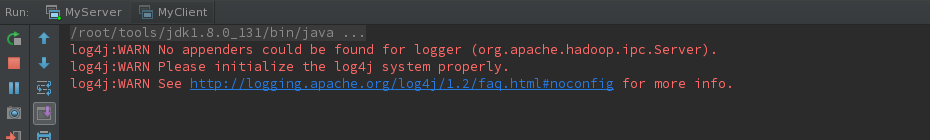 Run: MyServer MyClient
/root/tools/jdk1.8.0_131/bin/java ...
log4j:WARN No appenders could be found for logger (org.apache.hadoop.ipc.Server).
log4j:WARN Please initialize the log4j system properly.
log4j:WARN See http://logging.apache.org/log4j/1.2/faq.html#noconfig for more info.